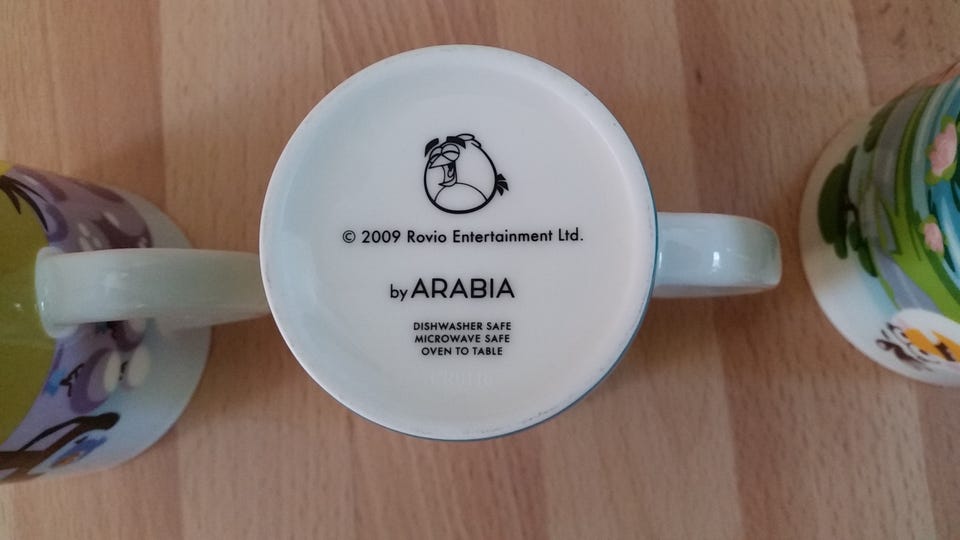 © 2009 Rovio Entertainment Ltd.
by ARABIA
DISHWASHER SAFE
MICROWAVE SAFE
OVEN TO TABLE